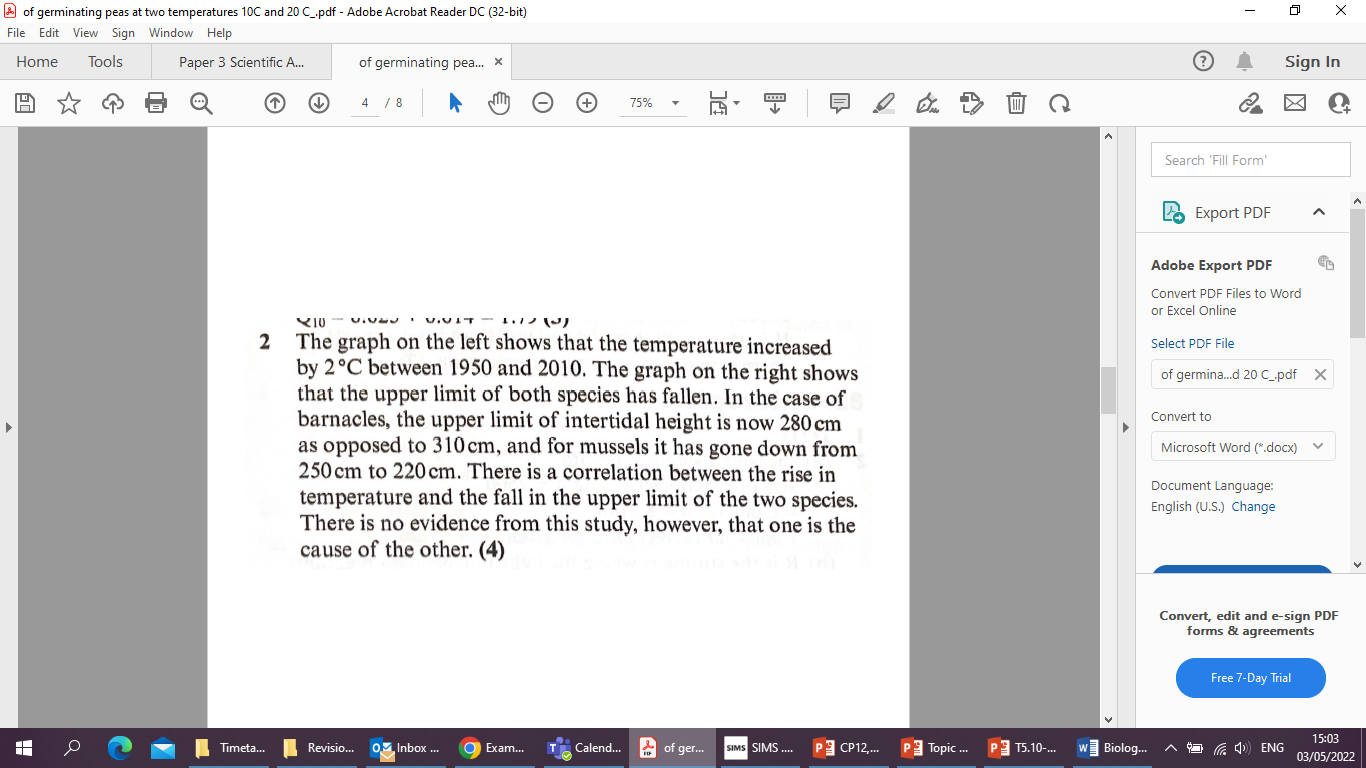 of germinating peas at two temperatures 10C and 20 C_.pdf - Adobe Acrobat Reader DC (32-bit)
File Edit View Sign Window Help
Home Tools Paper 3 Scientific A... of germinating pea... ×
4 / 8 75%
2 The graph on the left shows that the temperature increased
by 2 °C between 1950 and 2010. The graph on the right shows
that the upper limit of both species has fallen. In the case of
barnacles, the upper limit of intertidal height is now 280 cm
as opposed to 310 cm, and for mussels it has gone down from
250 cm to 220 cm. There is a correlation between the rise in
temperature and the fall in the upper limit of the two species.
There is no evidence from this study, however, that one is the
cause of the other. (4)
Sign In
Search 'Fill Form'
Export PDF
Adobe Export PDF
Convert PDF Files to Word
or Excel Online
Select PDF File
of germina...d 20 C_.pdf
Convert to
Microsoft Word (*.docx)
Document Language:
English (U.S.) Change
Convert, edit and e-sign PDF
forms & agreements
Free 7-Day Trial
Timeta... Revisio... Inbox ... Exam... Calend... of ger... SIMS SIMS .... CP12,... Topic ... T5.10-... Biolog... ENG
15:03
03/05/2022